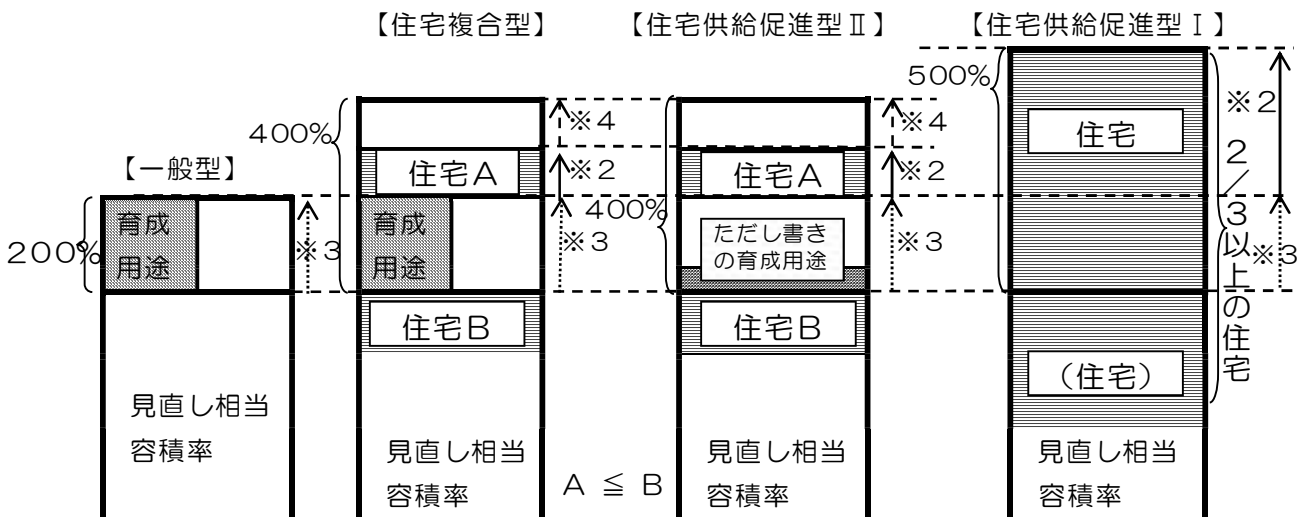 【住宅複合型】
【住宅供給促進型Ⅱ】
【住宅供給促進型Ⅰ】
500%
※2
住宅
400%
※4
※4
【一般型】
住宅A
※2
住宅A
※2
2/3以上の住宅
200%
育成
用途
※3
育成
用途
※3
400%
ただし書き
の育成用途
※3
※3
住宅B
住宅B
(住宅)
見直し相当
容積率
見直し相当
容積率
A ≦ B
見直し相当
容積率
見直し相当
容積率